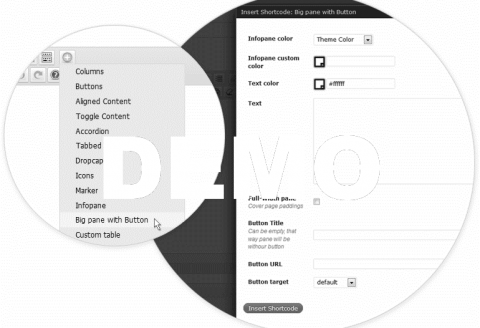 Insert Shortcode: Big pane with Button
Infopane color
Theme Color
Infopane custom
color
Text color
#ffffff
Text
Columns
Buttons
Aligned Content
Toggle Content
Accordion
Tabbed
Dropcap
Icons
Marker
Infopane
Big pane with Button
Custom table
DEMO
Full-width pane
Cover page paddings
Button Title
Can be empty, that
way pane will be
withour button
Button URL
Button target
default
Insert Shortcode